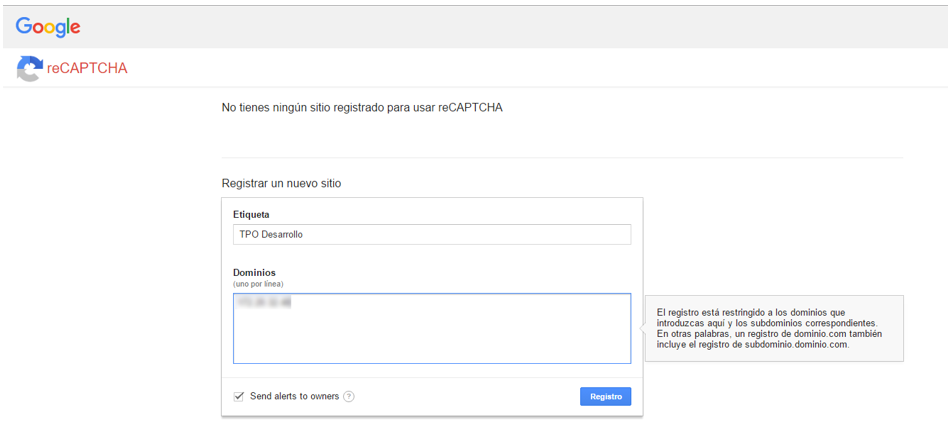 Google
reCAPTCHA
No tienes ningún sitio registrado para usar reCAPTCHA
Registrar un nuevo sitio
Etiqueta
TPO Desarrollo
Dominios
(uno por línea)
El registro está restringido a los dominios que
introduzcas aquí y los subdominios correspondientes.
En otras palabras, un registro de dominio.com también
incluye el registro de subdominio.dominio.com.
Send alerts to owners ?
Registro